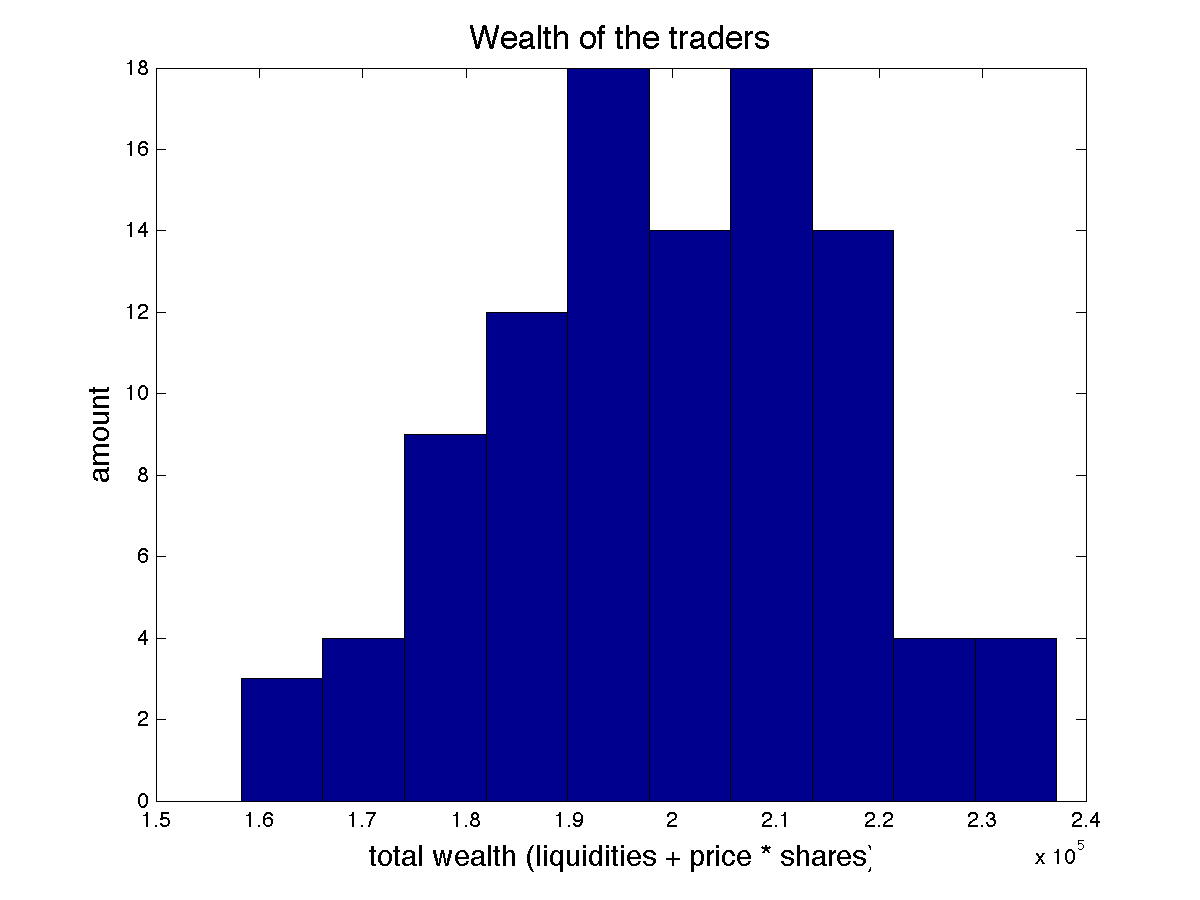 Wealth of the traders
18
16
14
12
10
8
6
4
2
0
amount
1.5 1.6 1.7 1.8 1.9 2 2.1 2.2 2.3 2.4
x 10^5
total wealth (liquidities + price * shares)